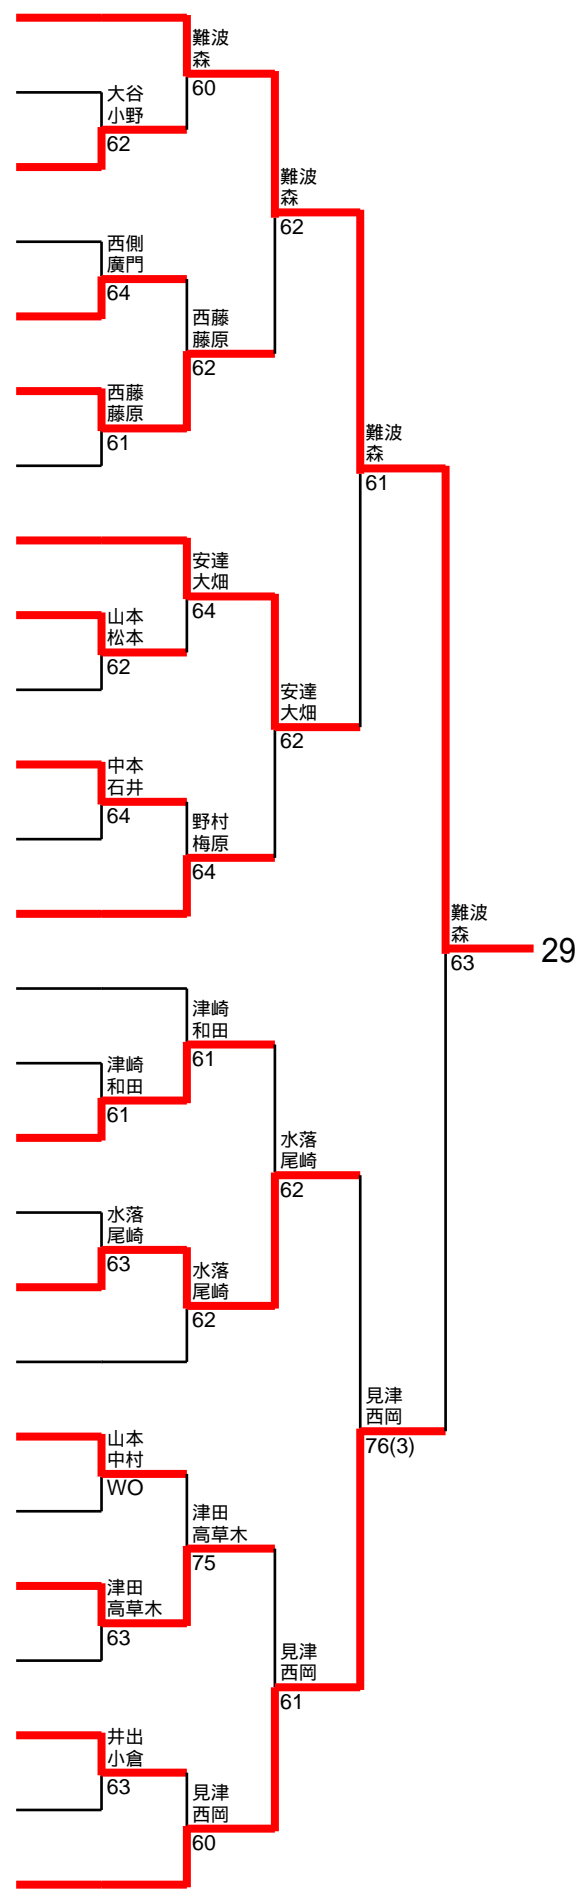 難波
森
60
大谷
小野
62
難波
森
62
西側
廣門
64
西藤
藤原
62
西藤
藤原
61
難波
森
61
安達
大畑
64
山本
松本
62
安達
大畑
62
中本
石井
64
野村
梅原
64
難波
森
63
29
津崎
和田
61
津崎
和田
61
水落
尾崎
62
水落
尾崎
63
水落
尾崎
62
見津
西岡
76(3)
山本
中村
WO
津田
高草木
75
津田
高草木
63
見津
西岡
61
井出
小倉
63
見津
西岡
60